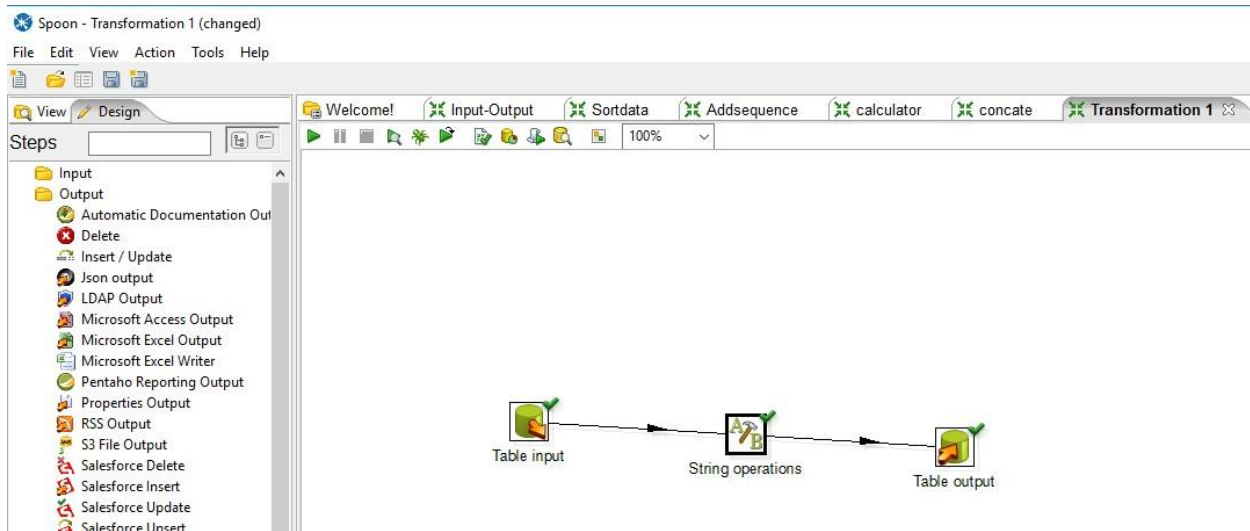 Spoon - Transformation 1 (changed)
File Edit View Action Tools Help
View Design
Welcome! Input-Output Sortdata Addsequence calculator concate Transformation 1
Steps
100%
Input
Output
Automatic Documentation Out
Delete
Insert / Update
Json output
LDAP Output
Microsoft Access Output
Microsoft Excel Output
Microsoft Excel Writer
Pentaho Reporting Output
Properties Output
RSS Output
S3 File Output
Salesforce Delete
Salesforce Insert
Salesforce Update
Salesforce Upsert
Table input
String operations
Table output